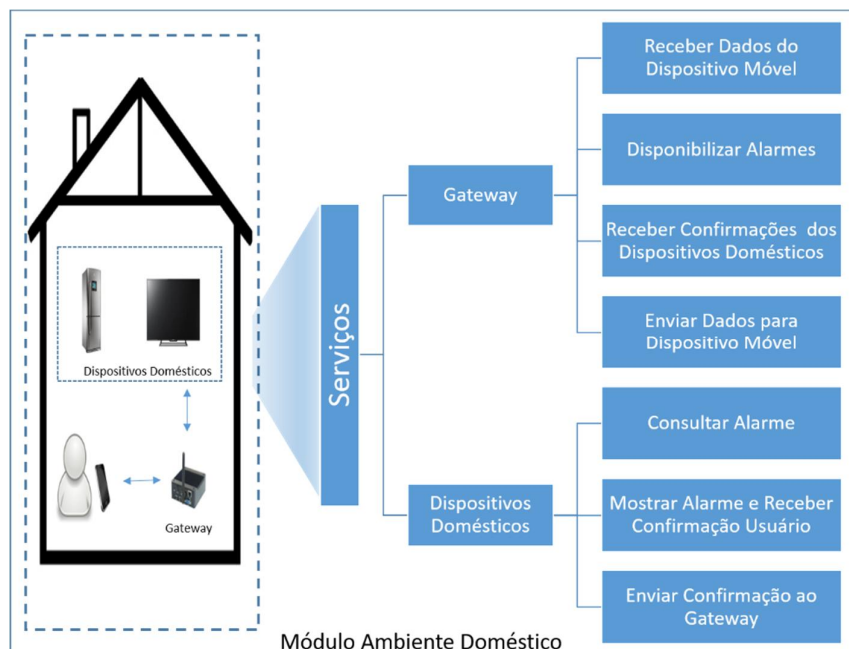 Dispositivos Domésticos
Gateway
Serviços
Gateway
Receber Dados do
Dispositivo Móvel
Disponibilizar Alarmes
Receber Confirmações dos
Dispositivos Domésticos
Enviar Dados para
Dispositivo Móvel
Dispositivos
Domésticos
Consultar Alarme
Mostrar Alarme e Receber
Confirmação Usuário
Enviar Confirmação ao
Gateway
Módulo Ambiente Doméstico